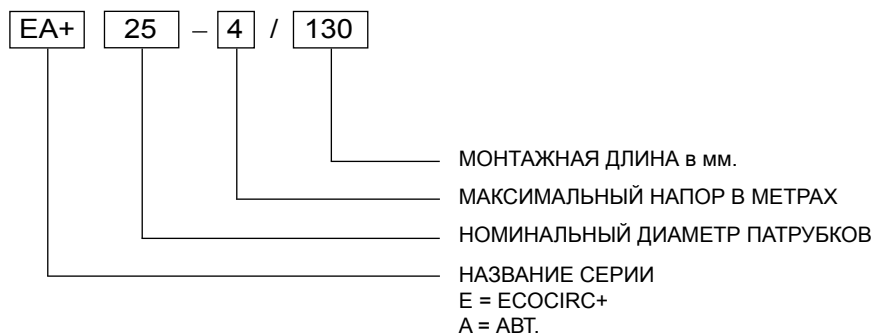 EA+ 25 – 4 / 130
МОНТАЖНАЯ ДЛИНА в мм.
МАКСИМАЛЬНЫЙ НАПОР В МЕТРАХ
НОМИНАЛЬНЫЙ ДИАМЕТР ПАТРУБКОВ
НАЗВАНИЕ СЕРИИ
E = ECOCIRC+
A = АВТ.